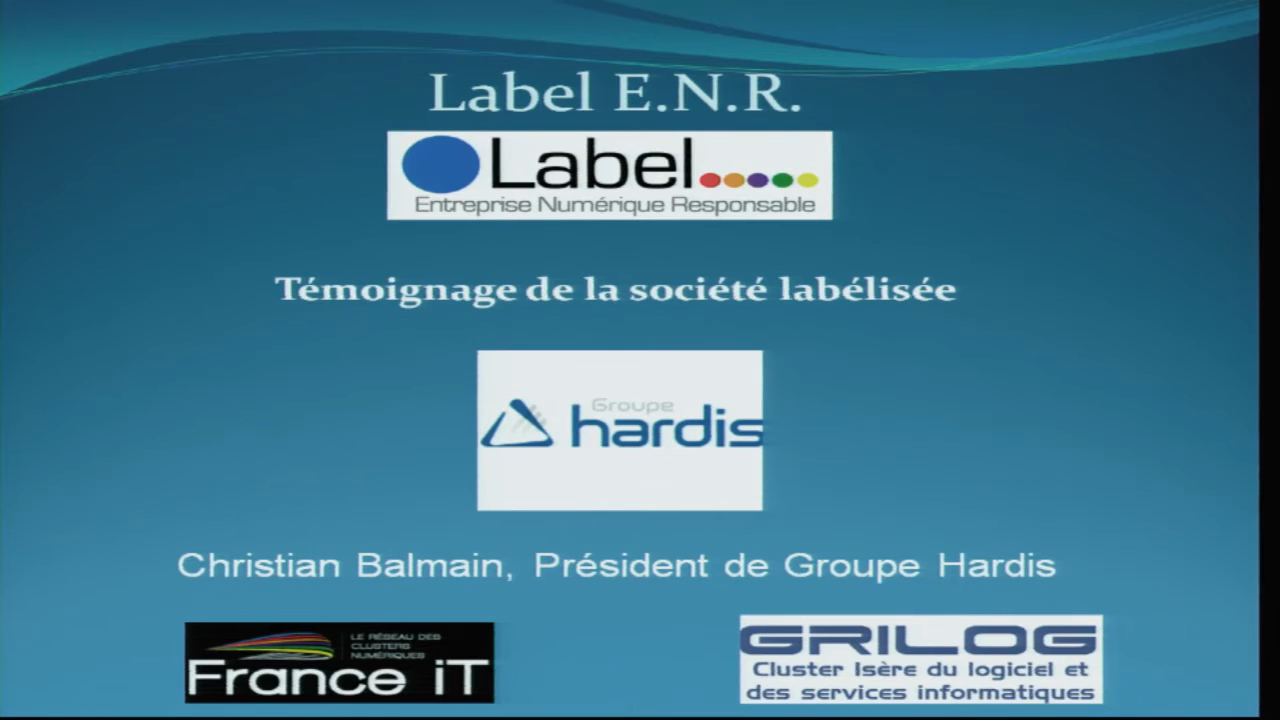 Label E.N.R.
Label
Entreprise Numérique Responsable
Témoignage de la société labélisée
Groupe
hardis
Christian Balmain, Président de Groupe Hardis
LE RÉSEAU DES
CLUSTERS
NUMÉRIQUES
France iT
GRILOG
Cluster Isère du logiciel et
des services informatiques